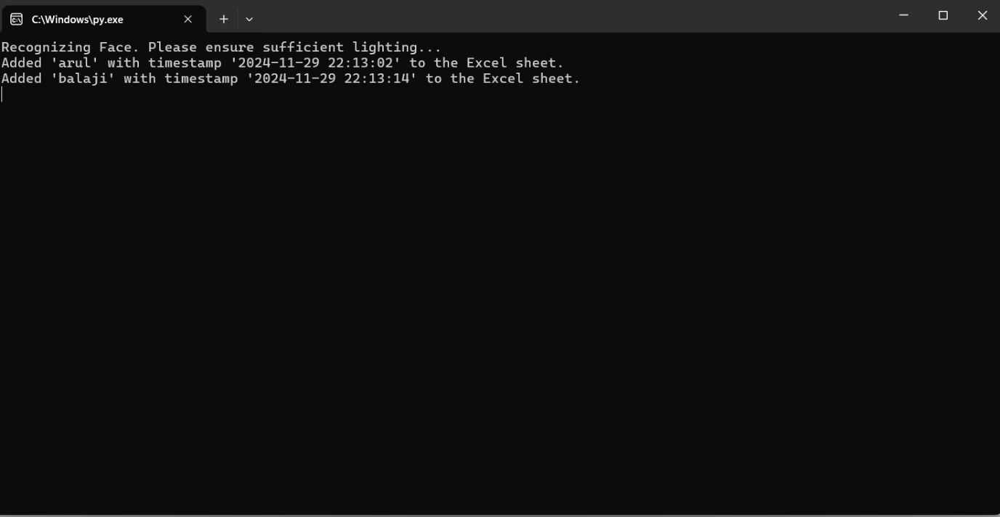 C:\Windows\py.exe
Recognizing Face. Please ensure sufficient lighting...
Added 'arul' with timestamp '2024-11-29 22:13:02' to the Excel sheet.
Added 'balaji' with timestamp '2024-11-29 22:13:14' to the Excel sheet.